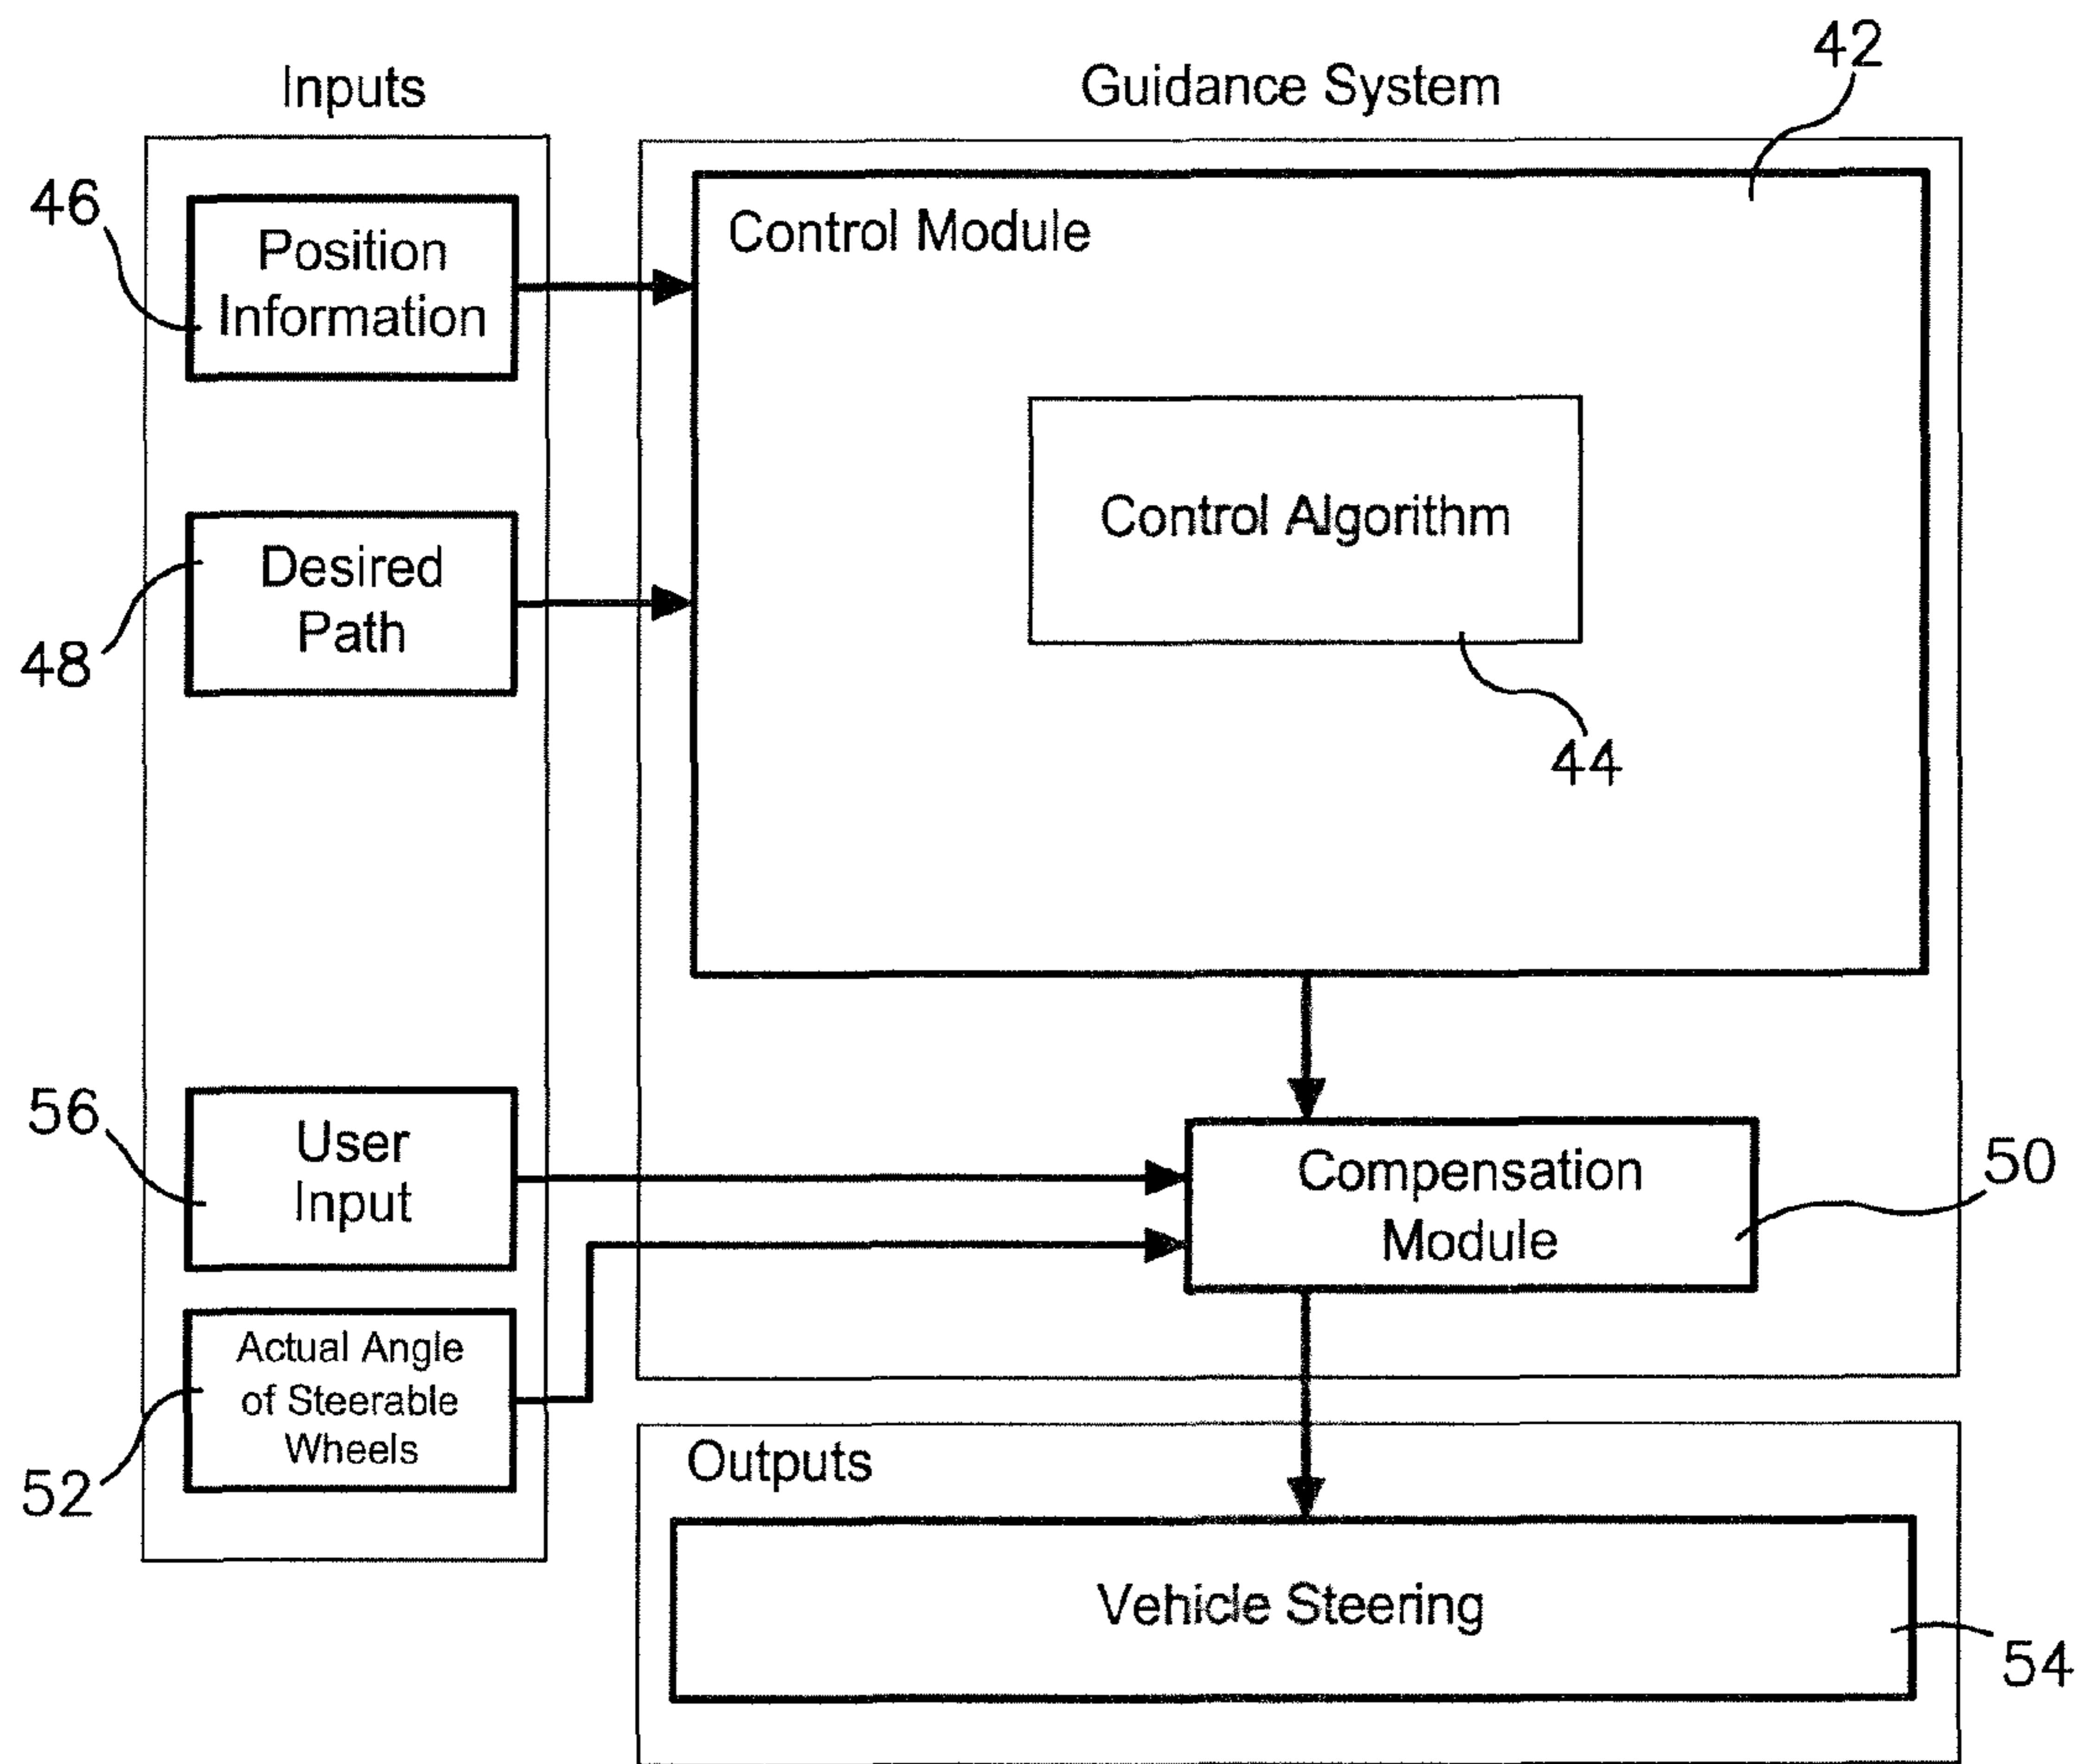 Inputs
Guidance System
42
46
Position
Information
Control Module
48
Desired
Path
Control Algorithm
44
56
User
Input
Compensation
Module
50
52
Actual Angle
of Steerable
Wheels
Outputs
Vehicle Steering
54